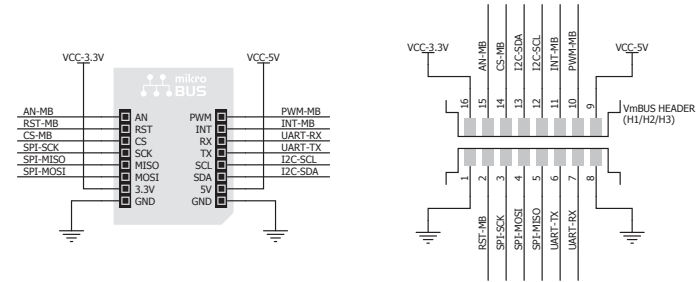 VCC-3.3V
VCC-5V
mikro
BUS
AN-MB
RST-MB
CS-MB
SPI-SCK
SPI-MISO
SPI-MOSI
AN
RST
CS
SCK
MISO
MOSI
3.3V
GND
PWM
INT
RX
TX
SCL
SDA
5V
GND
PWM-MB
INT-MB
UART-RX
UART-TX
I2C-SCL
I2C-SDA
VCC-3.3V
VCC-5V
AN-MB
CS-MB
I2C-SDA
I2C-SCL
INT-MB
PWM-MB
16
15
14
13
12
11
10
9
VmBUS HEADER
(H1/H2/H3)
1
2
3
4
5
6
7
8
RST-MB
SPI-SCK
SPI-MOSI
SPI-MISO
UART-TX
UART-RX